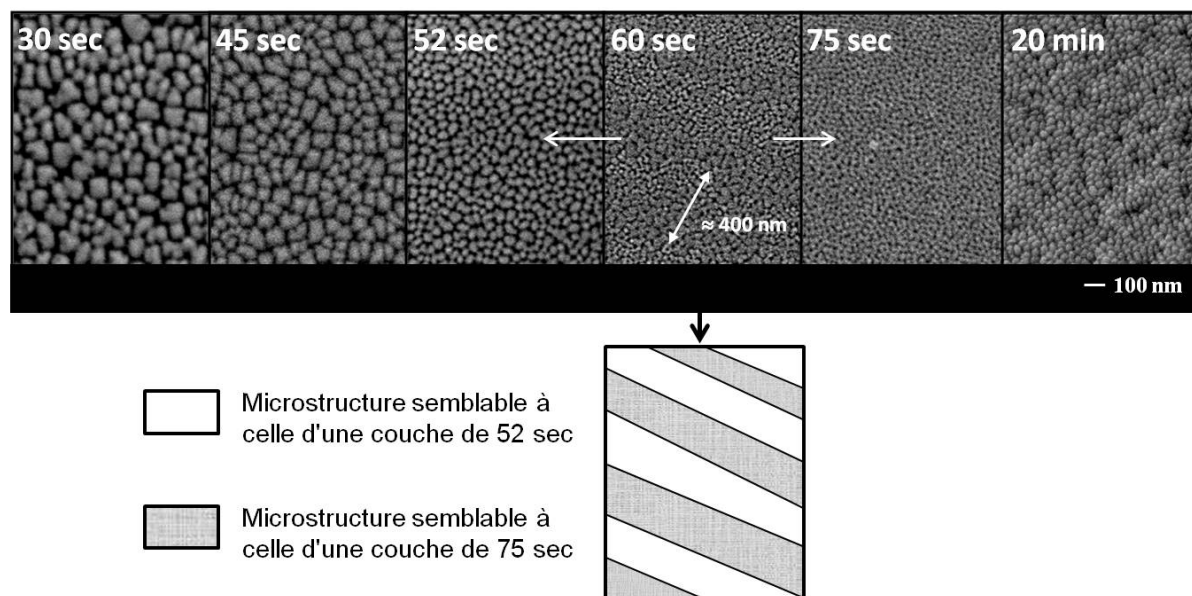 30 sec
45 sec
52 sec
60 sec
75 sec
20 min
≈ 400 nm
100 nm
Microstructure semblable à
celle d'une couche de 52 sec
Microstructure semblable à
celle d'une couche de 75 sec